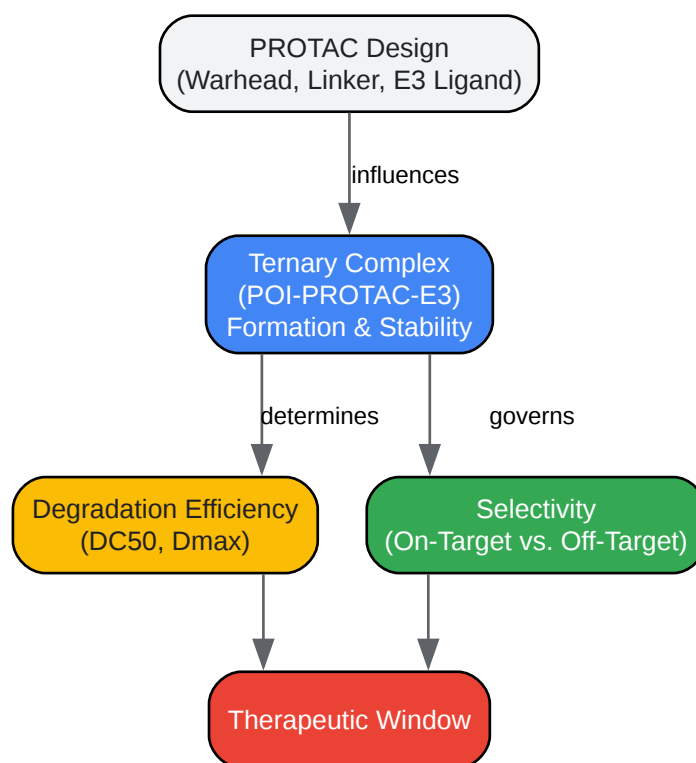 PROTAC Design
(Warhead, Linker, E3 Ligand)
influences
Ternary Complex
(POI-PROTAC-E3)
Formation & Stability
determines
governs
Degradation Efficiency
(DC50, Dmax)
Selectivity
(On-Target vs. Off-Target)
Therapeutic Window